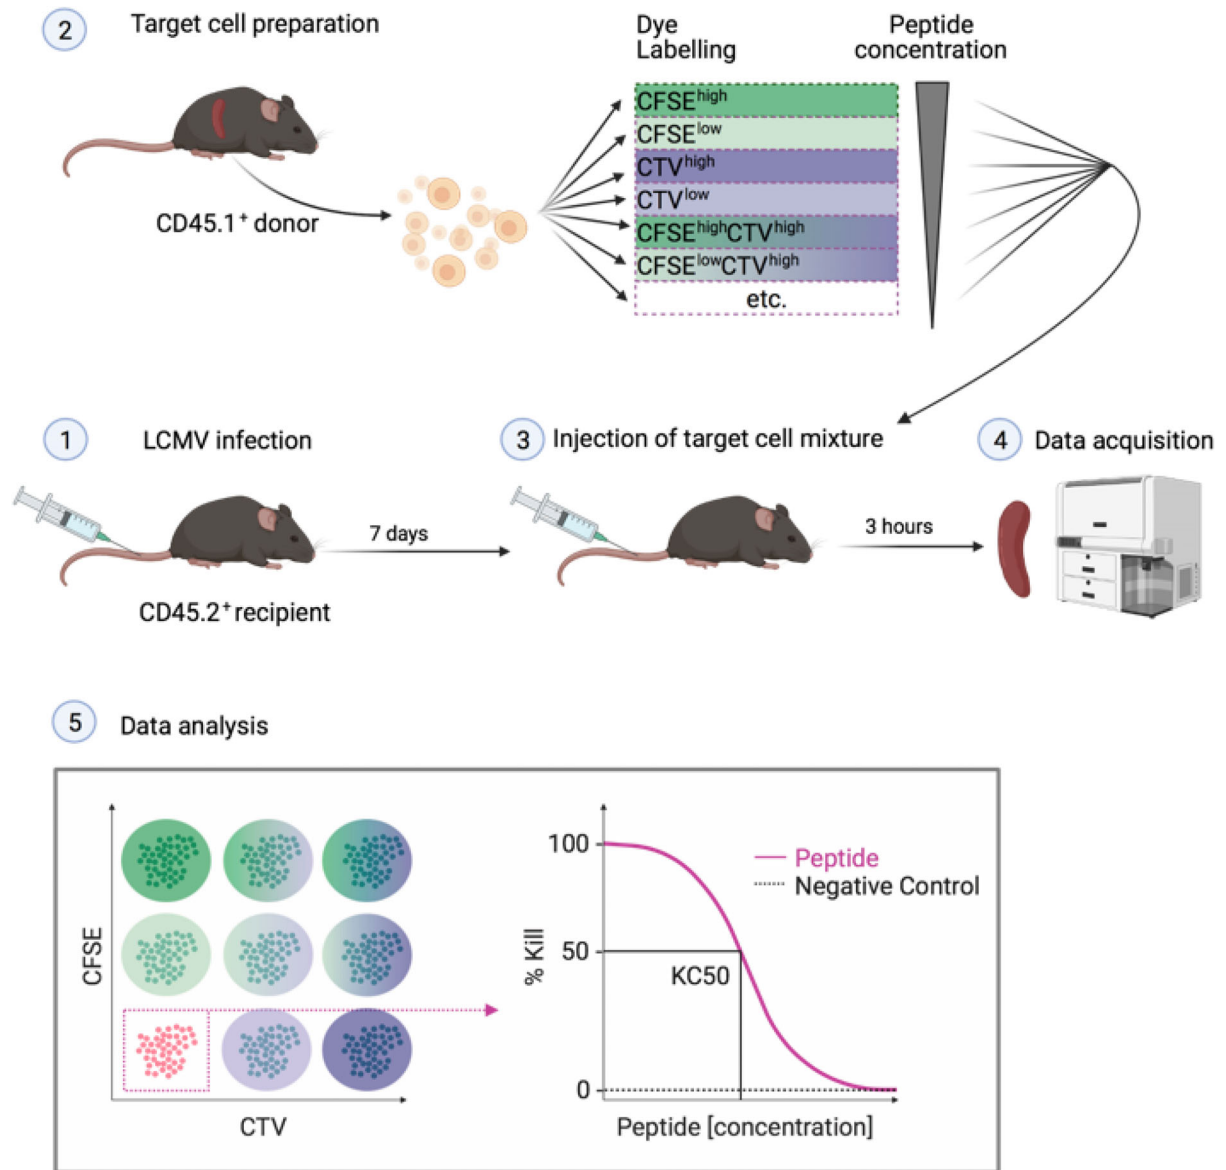 2
Target cell preparation
Dye
Labelling
Peptide
concentration
CFSEhigh
CFSElow
CTVhigh
CTVlow
CFSEhighCTVhigh
CFSElowCTVhigh
etc.
CD45.1+ donor
1
LCMV infection
3
Injection of target cell mixture
4
Data acquisition
7 days
3 hours
CD45.2+ recipient
5
Data analysis
CFSE
CTV
% Kill
100
50
0
KC50
Peptide
Negative Control
Peptide [concentration]